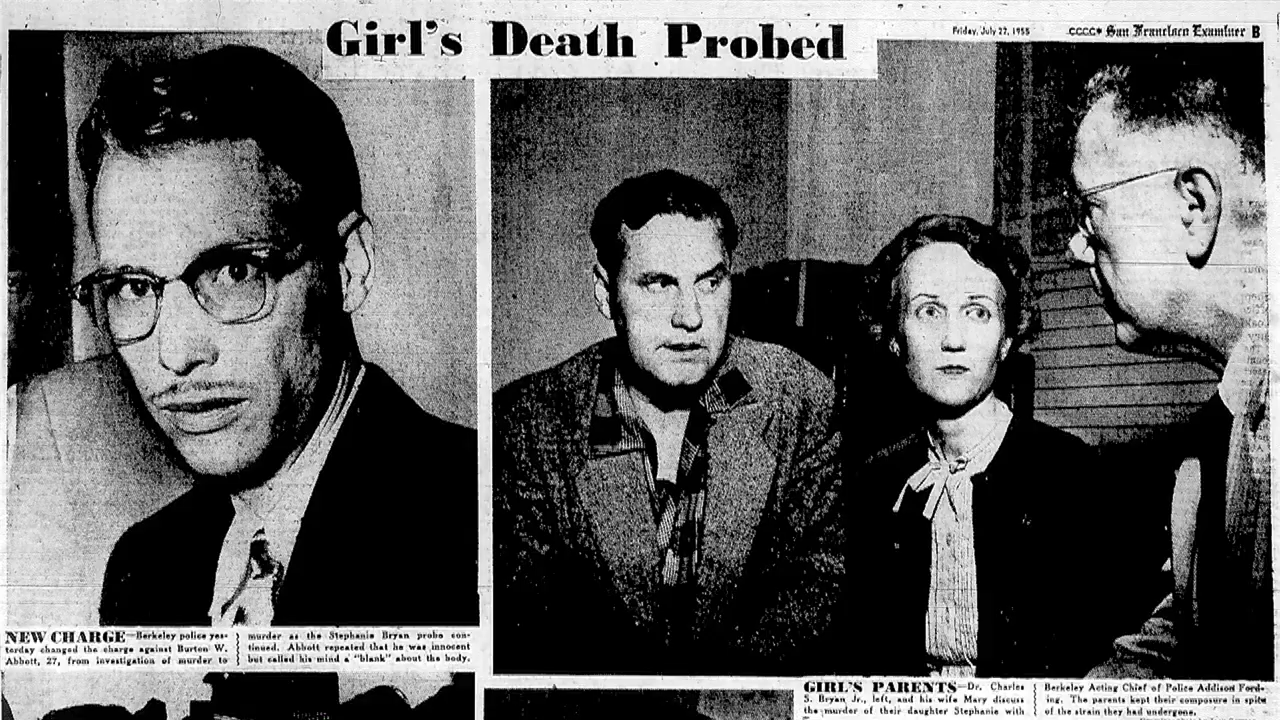 Girl's Death Probed
Friday, July 22, 1955 CCCC* San Francisco Examiner B
NEW CHARGE—Berkeley police yes-
terday changed the charge against Burton W.
Abbott, 27, from investigation of murder to
murder as the Stephanie Bryan probe con-
tinued. Abbott repeated that he was innocent
but called his mind a "blank" about the body.
GIRL'S PARENTS—Dr. Charles
S. Bryan Jr., left, and his wife Mary discuss
the murder of their daughter Stephanie with
Berkeley Acting Chief of Police Addison Ford-
ing. The parents kept their composure in spite
of the strain they had undergone.